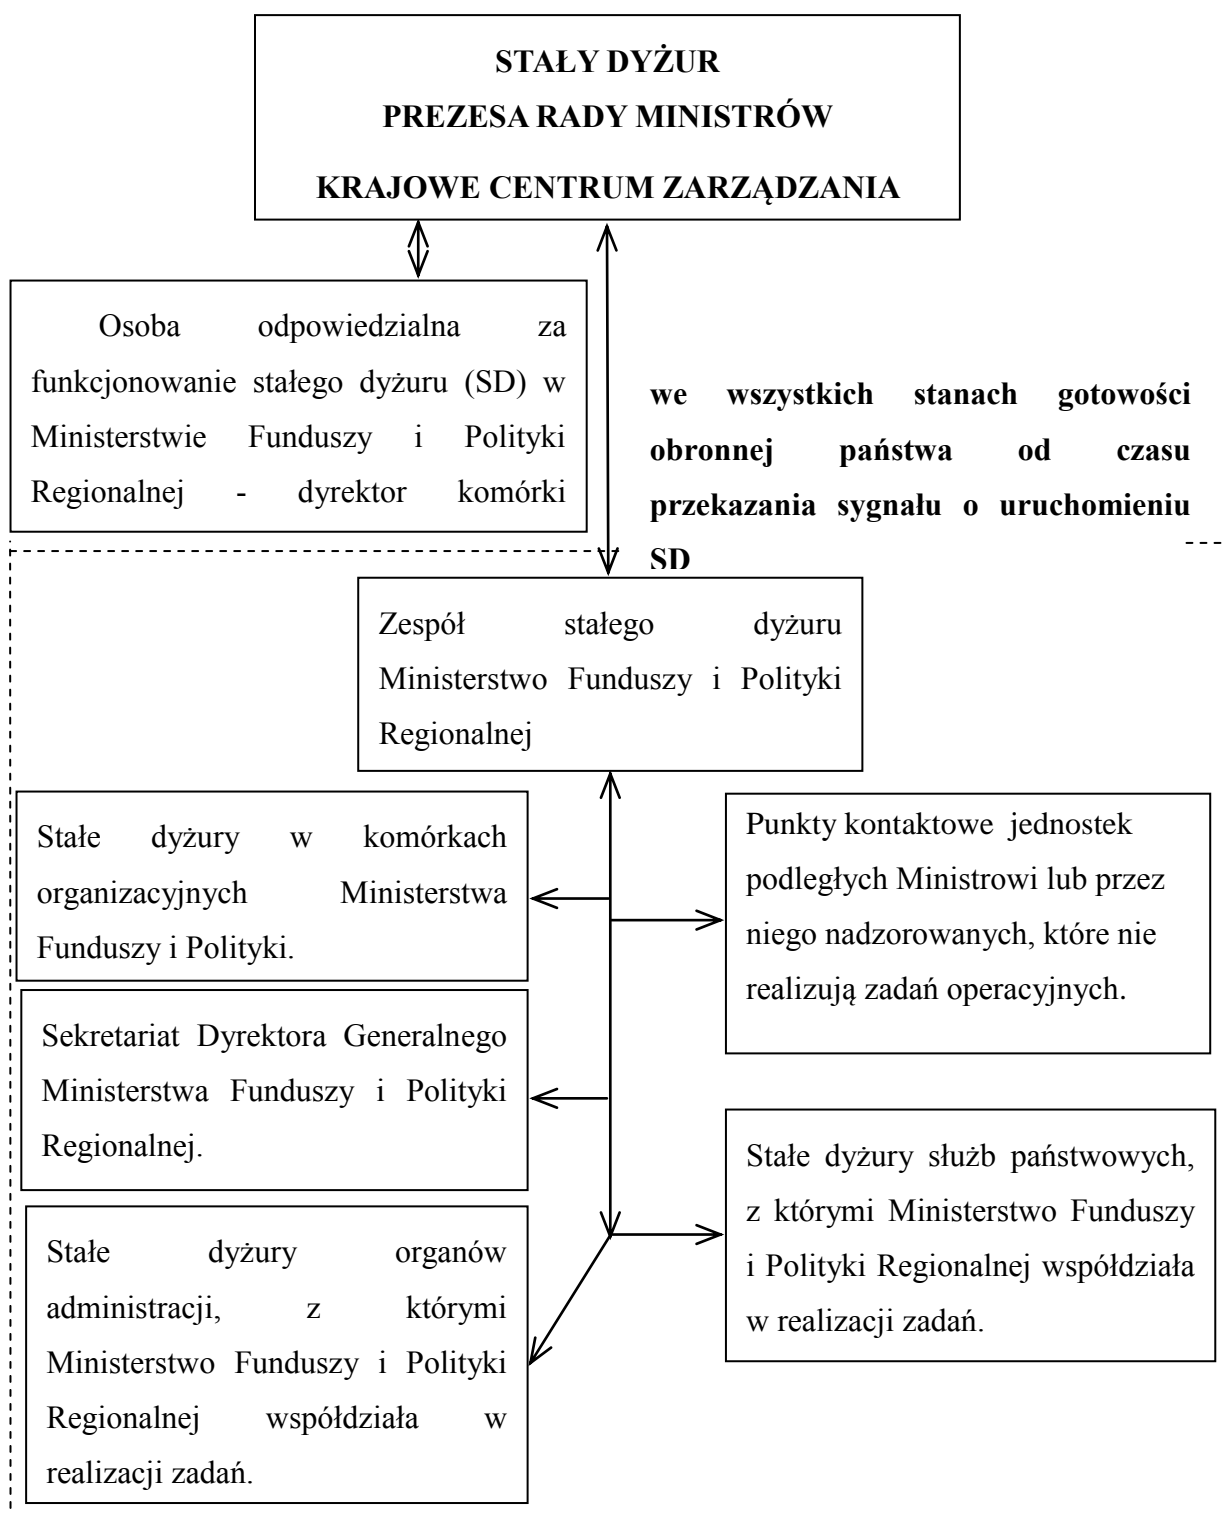 STAŁY DYŻUR
PREZESA RADY MINISTRÓW
KRAJOWE CENTRUM ZARZĄDZANIA
Osoba odpowiedzialna za
funkcjonowanie stałego dyżuru (SD) w
Ministerstwie Funduszy i Polityki
Regionalnej - dyrektor komórki
we wszystkich stanach gotowości
obronnej państwa od czasu
przekazania sygnału o uruchomieniu
SD
Zespół stałego dyżuru
Ministerstwo Funduszy i Polityki
Regionalnej
Stałe dyżury w komórkach
organizacyjnych Ministerstwa
Funduszy i Polityki.
Punkty kontaktowe jednostek
podległych Ministrowi lub przez
niego nadzorowanych, które nie
realizują zadań operacyjnych.
Sekretariat Dyrektora Generalnego
Ministerstwa Funduszy i Polityki
Regionalnej.
Stałe dyżury służb państwowych,
z którymi Ministerstwo Funduszy
i Polityki Regionalnej współdziała
w realizacji zadań.
Stałe dyżury organów
administracji, z którymi
Ministerstwo Funduszy i Polityki
Regionalnej współdziała w
realizacji zadań.